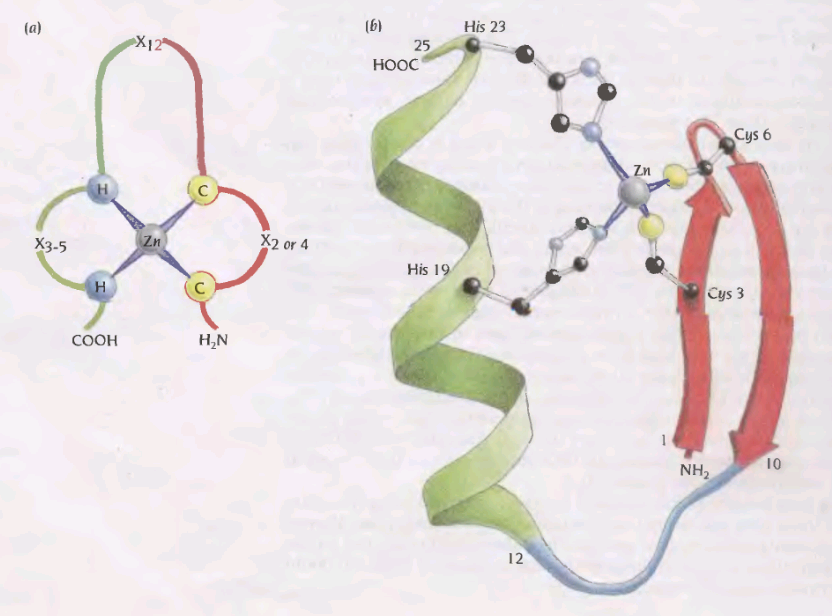 (a)
X12
H
C
Zn
X3-5
X2 or 4
H
C
COOH
H2N
(b)
His 23
25
HOOC
Cys 6
Zn
His 19
Cys 3
1
NH2
10
12